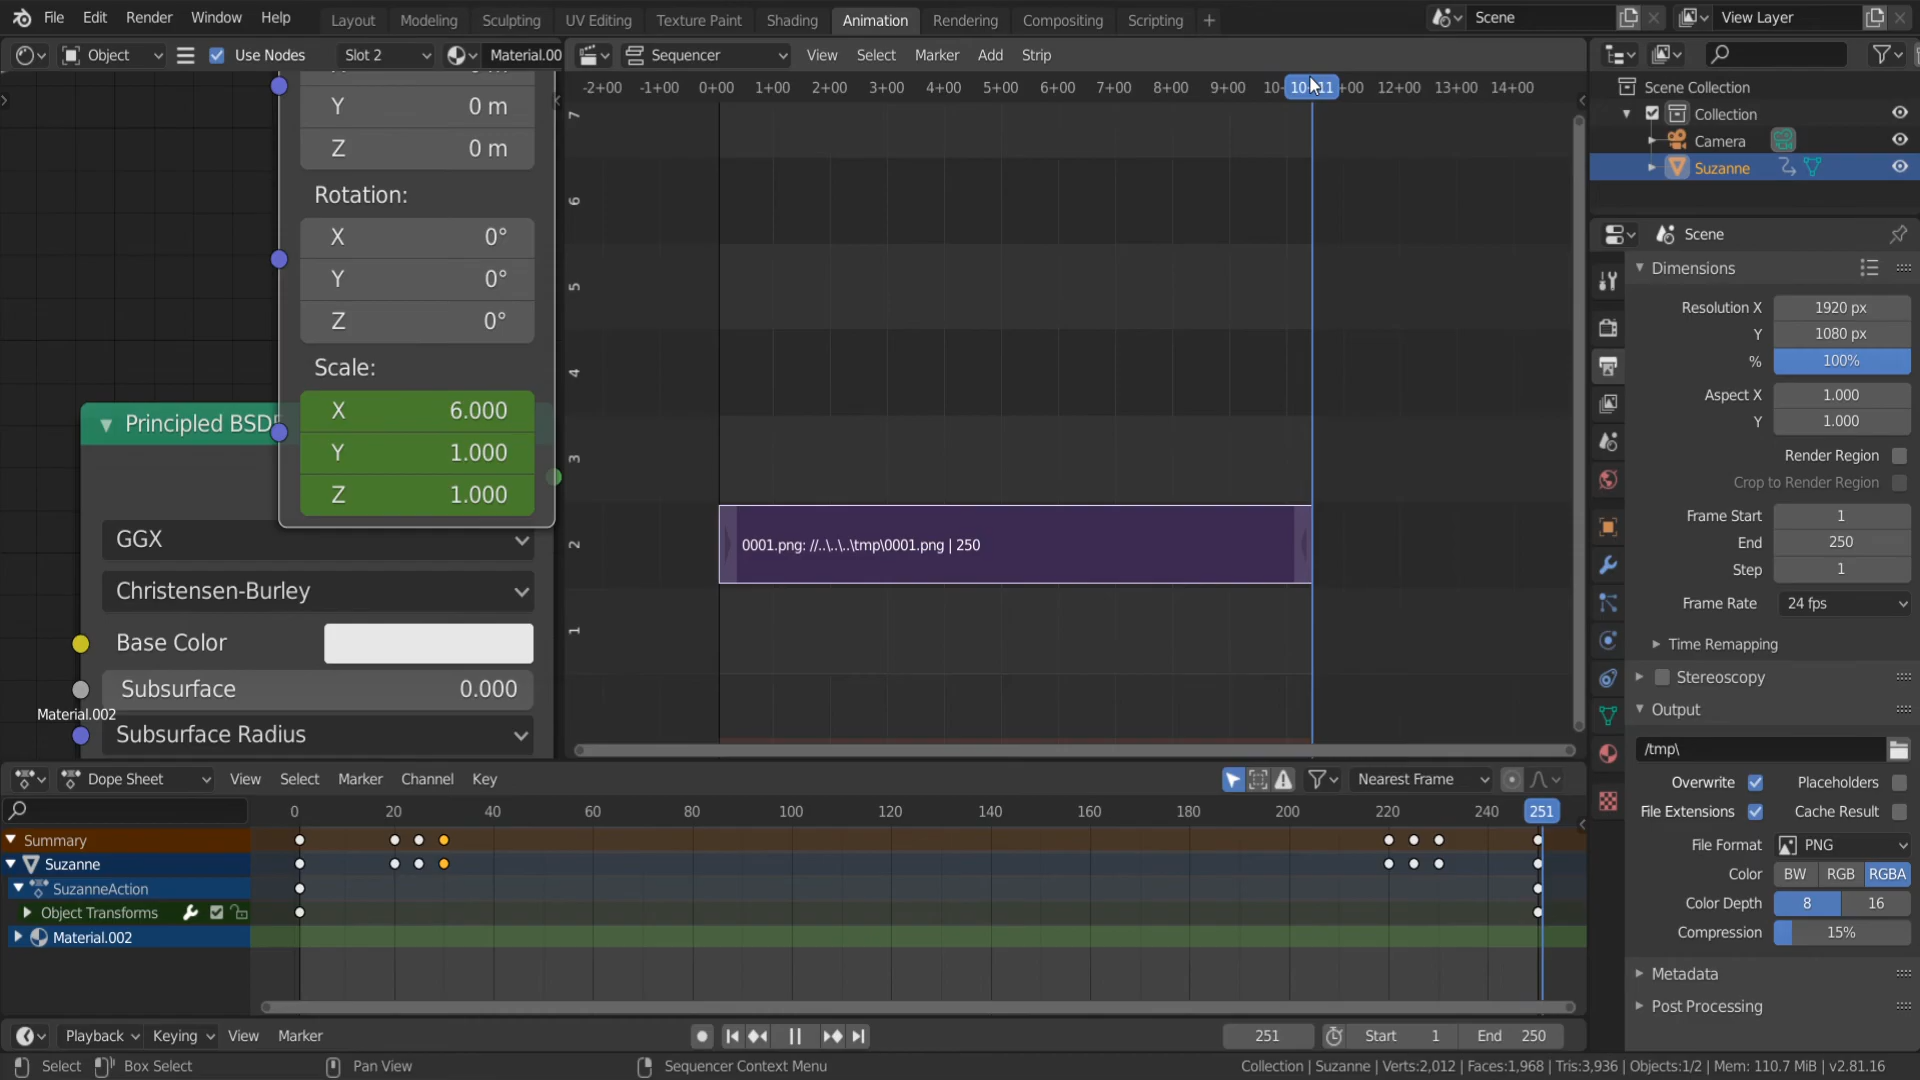 File Edit Render Window Help Layout Modeling Sculpting UV Editing Texture Paint Shading Animation Rendering Compositing Scripting + Scene View Layer
Object Use Nodes Slot 2 Material.00 Sequencer View Select Marker Add Strip
-2+00 -1+00 0+00 1+00 2+00 3+00 4+00 5+00 6+00 7+00 8+00 9+00 12+00 13+00 14+00
Y 0 m
Z 0 m
Rotation:
X 0°
Y 0°
Z 0°
Scale:
X 6.000
Y 1.000
Z 1.000
Principled BSD
GGX
Christensen-Burley
Base Color
Subsurface 0.000
Material.002
Subsurface Radius
7
6
5
4
3
2
1
0001.png: //..\..\..\tmp\0001.png | 250
Scene Collection
Collection
Camera
Suzanne
Scene
Dimensions
Resolution X 1920 px
Y 1080 px
% 100%
Aspect X 1.000
Y 1.000
Render Region
Crop to Render Region
Frame Start 1
End 250
Step 1
Frame Rate 24 fps
Time Remapping
Stereoscopy
Output
/tmp\
Overwrite Placeholders
File Extensions Cache Result
File Format PNG
Color BW RGB RGBA
Color Depth 8 16
Compression 15%
Metadata
Post Processing
Dope Sheet View Select Marker Channel Key Nearest Frame
0 20 40 60 80 100 120 140 160 180 200 220 240 251
Summary
Suzanne
SuzanneAction
Object Transforms
Material.002
Playback Keying View Marker 251 Start 1 End 250
Select Box Select Pan View Sequencer Context Menu Collection | Suzanne | Verts:2,012 | Faces:1,968 | Tris:3,936 | Objects:1/2 | Mem: 110.7 MiB | v2.81.16